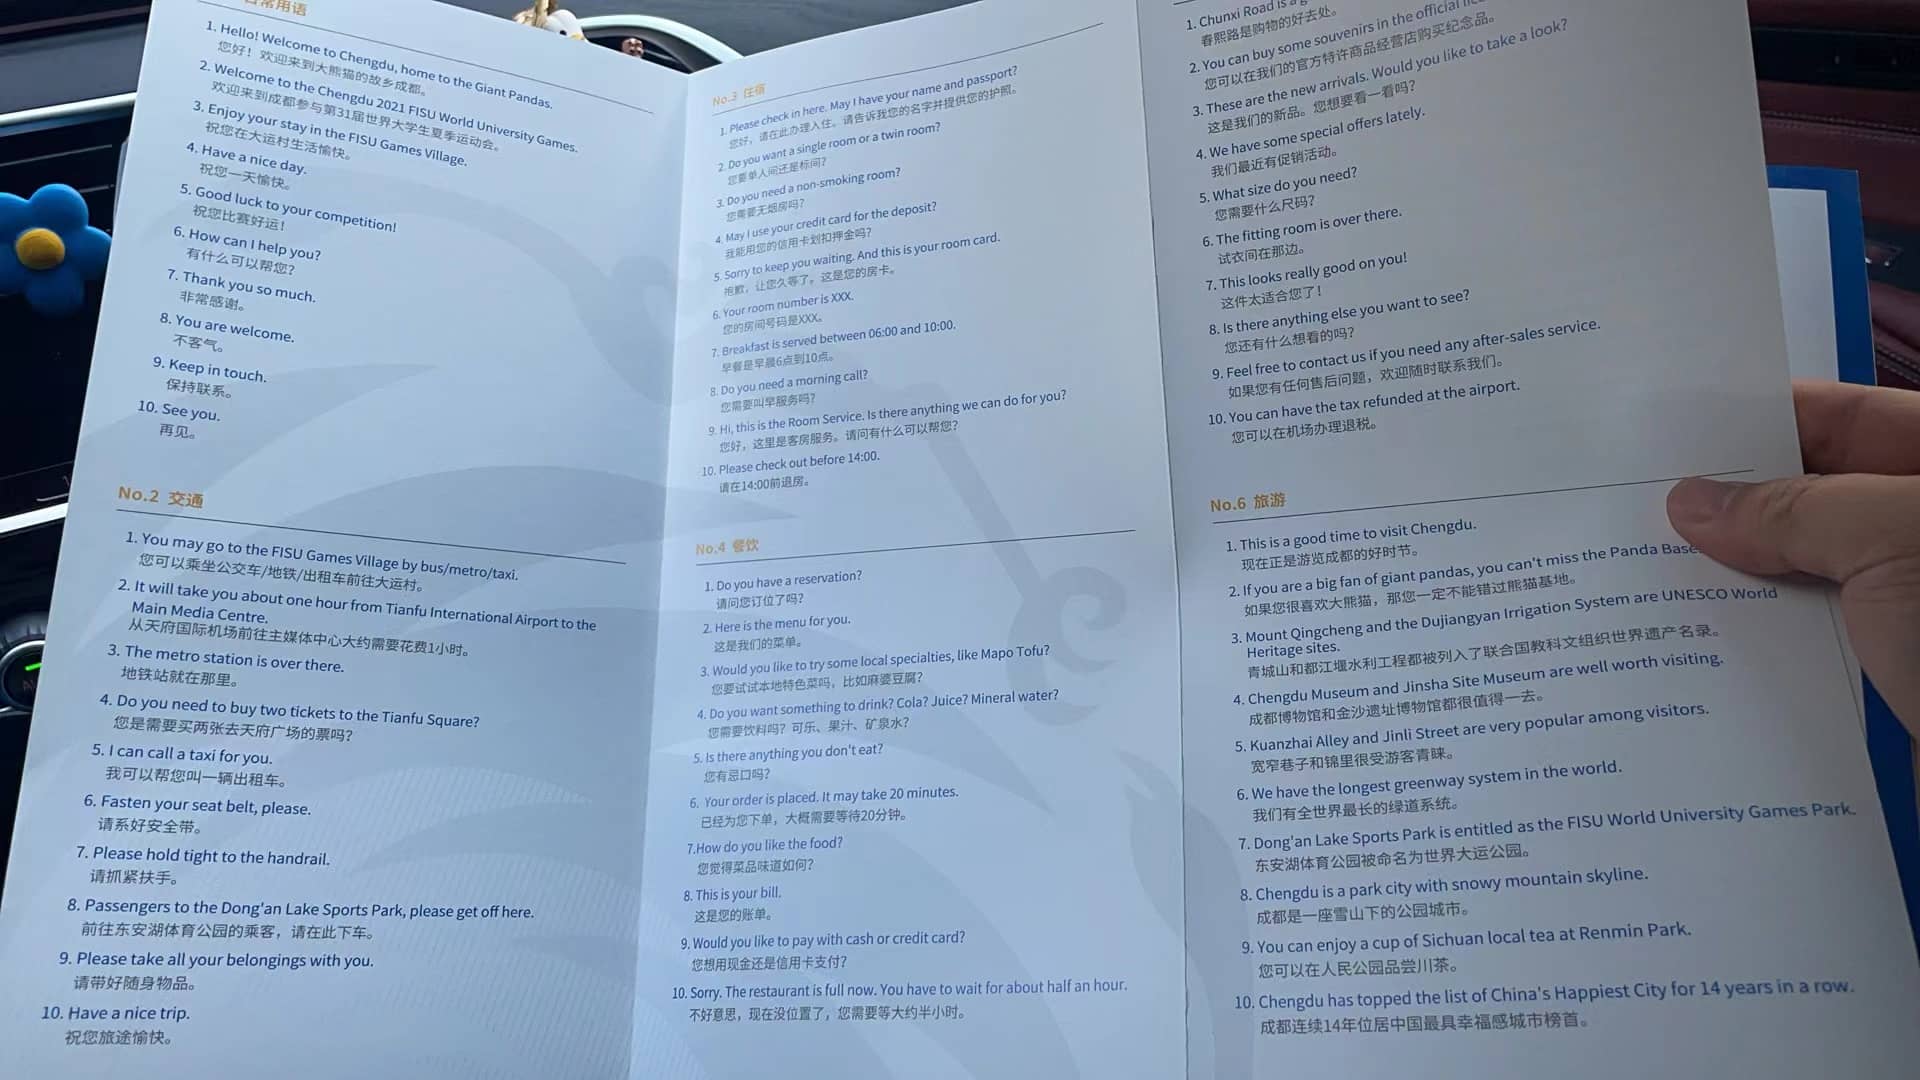 日常用语
1. Hello! Welcome to Chengdu, home to the Giant Pandas.
您好！欢迎来到大熊猫的故乡成都。
2. Welcome to the Chengdu 2021 FISU World University Games.
欢迎来到成都参与第31届世界大学生夏季运动会。
3. Enjoy your stay in the FISU Games Village.
祝您在大运村生活愉快。
4. Have a nice day.
祝您一天愉快。
5. Good luck to your competition!
祝您比赛好运！
6. How can I help you?
有什么可以帮您？
7. Thank you so much.
非常感谢。
8. You are welcome.
不客气。
9. Keep in touch.
保持联系。
10. See you.
再见。
No.2 交通
1. You may go to the FISU Games Village by bus/metro/taxi.
您可以乘坐公交车/地铁/出租车前往大运村。
2. It will take you about one hour from Tianfu International Airport to the
Main Media Centre.
从天府国际机场前往主媒体中心大约需要花费1小时。
3. The metro station is over there.
地铁站就在那里。
4. Do you need to buy two tickets to the Tianfu Square?
您是需要买两张去天府广场的票吗？
5. I can call a taxi for you.
我可以帮您叫一辆出租车。
6. Fasten your seat belt, please.
请系好安全带。
7. Please hold tight to the handrail.
请抓紧扶手。
8. Passengers to the Dong'an Lake Sports Park, please get off here.
前往东安湖体育公园的乘客，请在此下车。
9. Please take all your belongings with you.
请带好随身物品。
10. Have a nice trip.
祝您旅途愉快。
No.3 住宿
1. Please check in here. May I have your name and passport?
您好，请在此办理入住。请告诉我您的名字并提供您的护照。
2. Do you want a single room or a twin room?
您要单人间还是标间？
3. Do you need a non-smoking room?
您需要无烟房吗？
4. May I use your credit card for the deposit?
我能用您的信用卡划扣押金吗？
5. Sorry to keep you waiting. And this is your room card.
抱歉，让您久等了。这是您的房卡。
6. Your room number is XXX.
您的房间号码是XXX。
7. Breakfast is served between 06:00 and 10:00.
早餐是早晨6点到10点。
8. Do you need a morning call?
您需要叫早服务吗？
9. Hi, this is the Room Service. Is there anything we can do for you?
您好，这里是客房服务。请问有什么可以帮您？
10. Please check out before 14:00.
请在14:00前退房。
No.4 餐饮
1. Do you have a reservation?
请问您订位了吗？
2. Here is the menu for you.
这是我们的菜单。
3. Would you like to try some local specialties, like Mapo Tofu?
您要试试本地特色菜吗，比如麻婆豆腐？
4. Do you want something to drink? Cola? Juice? Mineral water?
您需要饮料吗？可乐、果汁、矿泉水？
5. Is there anything you don't eat?
您有忌口吗？
6. Your order is placed. It may take 20 minutes.
已经为您下单，大概需要等待20分钟。
7.How do you like the food?
您觉得菜品味道如何？
8. This is your bill.
这是您的账单。
9. Would you like to pay with cash or credit card?
您想用现金还是信用卡支付？
10. Sorry. The restaurant is full now. You have to wait for about half an hour.
不好意思，现在没位置了，您需要等大约半小时。
1. Chunxi Road is a
春熙路是购物的好去处。
2. You can buy some souvenirs in the official
您可以在我们的官方特许商品经营店购买纪念品。
3. These are the new arrivals. Would you like to take a look?
这是我们的新品。您想要看一看吗？
4. We have some special offers lately.
我们最近有促销活动。
5. What size do you need?
您需要什么尺码？
6. The fitting room is over there.
试衣间在那边。
7. This looks really good on you!
这件太适合您了！
8. Is there anything else you want to see?
您还有什么想看的吗？
9. Feel free to contact us if you need any after-sales service.
如果您有任何售后问题，欢迎随时联系我们。
10. You can have the tax refunded at the airport.
您可以在机场办理退税。
No.6 旅游
1. This is a good time to visit Chengdu.
现在正是游览成都的好时节。
2. If you are a big fan of giant pandas, you can't miss the Panda Base.
如果您很喜欢大熊猫，那您一定不能错过熊猫基地。
3. Mount Qingcheng and the Dujiangyan Irrigation System are UNESCO World
Heritage sites.
青城山和都江堰水利工程都被列入了联合国教科文组织世界遗产名录。
4. Chengdu Museum and Jinsha Site Museum are well worth visiting.
成都博物馆和金沙遗址博物馆都很值得一去。
5. Kuanzhai Alley and Jinli Street are very popular among visitors.
宽窄巷子和锦里很受游客青睐。
6. We have the longest greenway system in the world.
我们有全世界最长的绿道系统。
7. Dong'an Lake Sports Park is entitled as the FISU World University Games Park.
东安湖体育公园被命名为世界大运公园。
8. Chengdu is a park city with snowy mountain skyline.
成都是一座雪山下的公园城市。
9. You can enjoy a cup of Sichuan local tea at Renmin Park.
您可以在人民公园品尝川茶。
10. Chengdu has topped the list of China's Happiest City for 14 years in a row.
成都连续14年位居中国最具幸福感城市榜首。